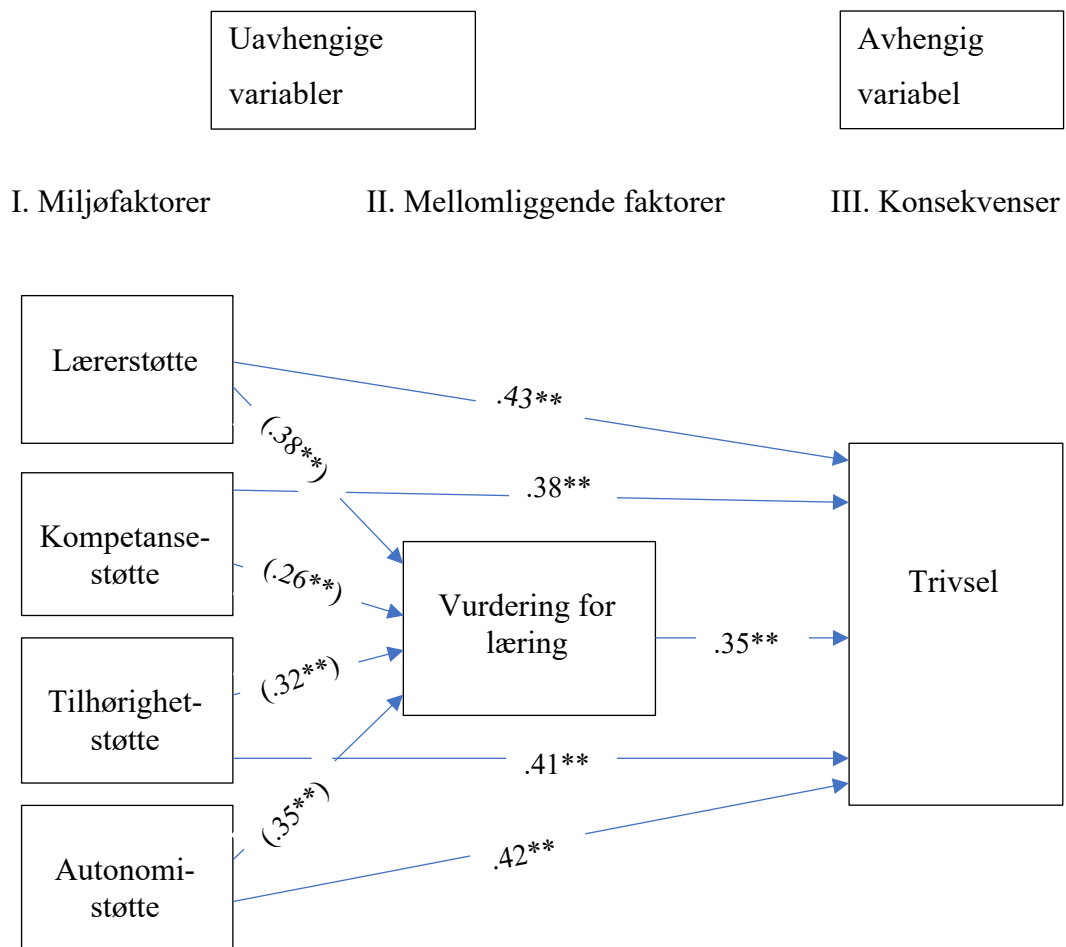 Uavhengige
variabler
Avhengig
variabel
I. Miljøfaktorer
II. Mellomliggende faktorer
III. Konsekvenser
Lærerstøtte
.43**
(.38**)
Kompetanse-
støtte
.38**
(.26**)
Vurdering for
læring
.35**
Trivsel
Tilhørighet-
støtte
(.32**)
.41**
(.35**)
Autonomi-
støtte
.42**